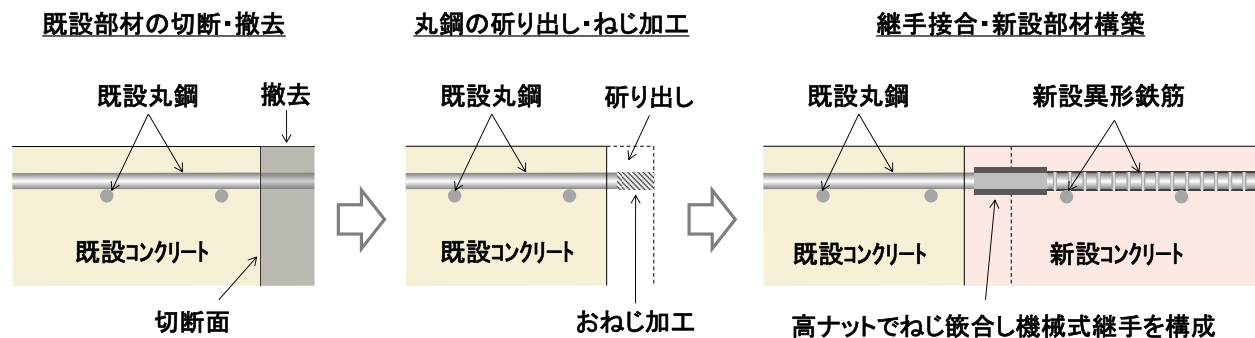 既設部材の切断・撤去
既設丸鋼
撤去
既設コンクリート
切断面
丸鋼の斫り出し・ねじ加工
既設丸鋼
斫り出し
既設コンクリート
おねじ加工
継手接合・新設部材構築
既設丸鋼
新設異形鉄筋
既設コンクリート
新設コンクリート
高ナットでねじ篏合し機械式継手を構成